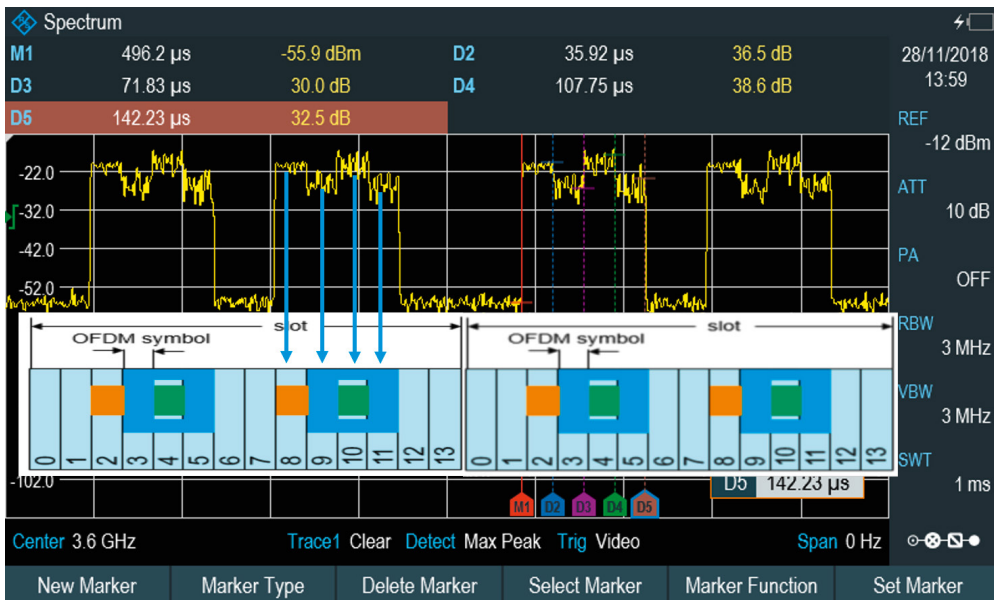 Spectrum
M1 496.2 µs -55.9 dBm D2 35.92 µs 36.5 dB
28/11/2018
13:59
D3 71.83 µs 30.0 dB D4 107.75 µs 38.6 dB
D5 142.23 µs 32.5 dB
REF
-12 dBm
ATT
10 dB
PA
OFF
RBW
3 MHz
VBW
3 MHz
SWT
1 ms
-22.0
-32.0
-42.0
-52.0
slot slot
OFDM symbol OFDM symbol
0 1 2 3 4 5 6 7 8 9 10 11 12 13 0 1 2 3 4 5 6 7 8 9 10 11 12 13
-102.0
D5 142.23 µs
M1 D2 D3 D4 D5
Center 3.6 GHz Trace1 Clear Detect Max Peak Trig Video Span 0 Hz
New Marker Marker Type Delete Marker Select Marker Marker Function Set Marker